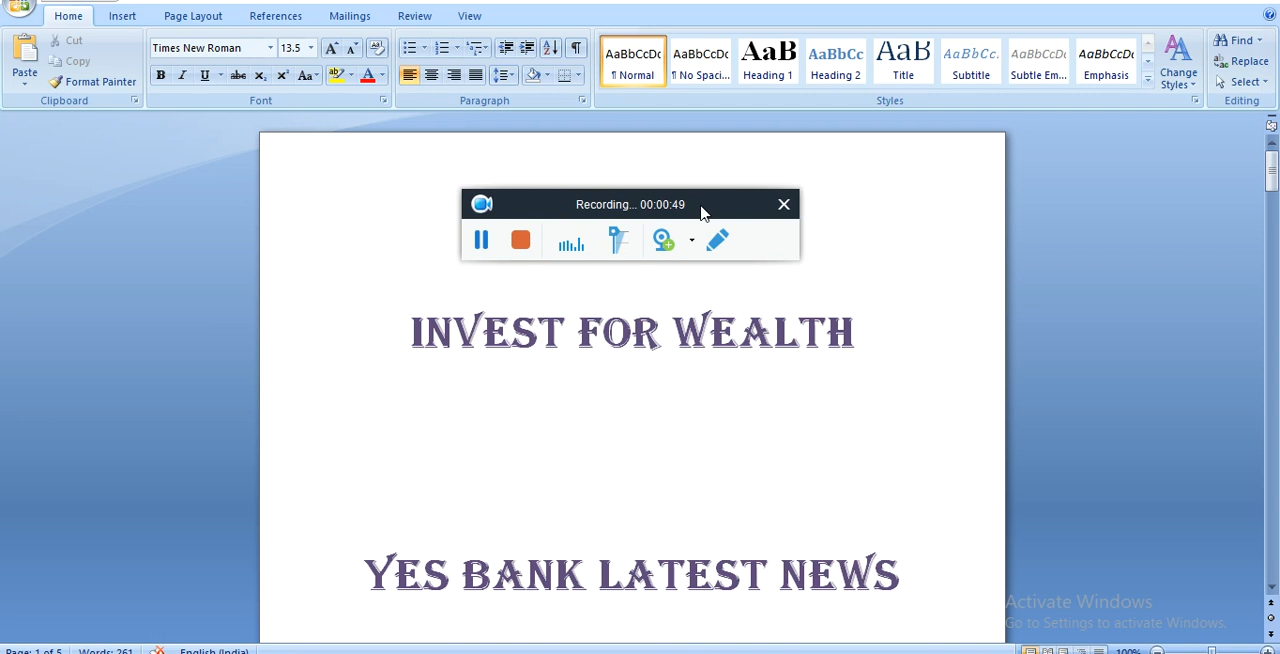 Home Insert Page Layout References Mailings Review View
Paste
Cut
Copy
Format Painter
Clipboard
Times New Roman 13.5
Font
Paragraph
AaBbCcDc AaBbCcDc AaB AaBbCc AaB AaBbCc. AaBbCcDc AaBbCcDc
¶ Normal ¶ No Spaci... Heading 1 Heading 2 Title Subtitle Subtle Em... Emphasis
Styles
Change
Styles
Find
Replace
Select
Editing
Recording... 00:00:49
INVEST FOR WEALTH
YES BANK LATEST NEWS
Activate Windows
Go to Settings to activate Windows.
Page: 1 of 5 Words: 261 English (India) 100%